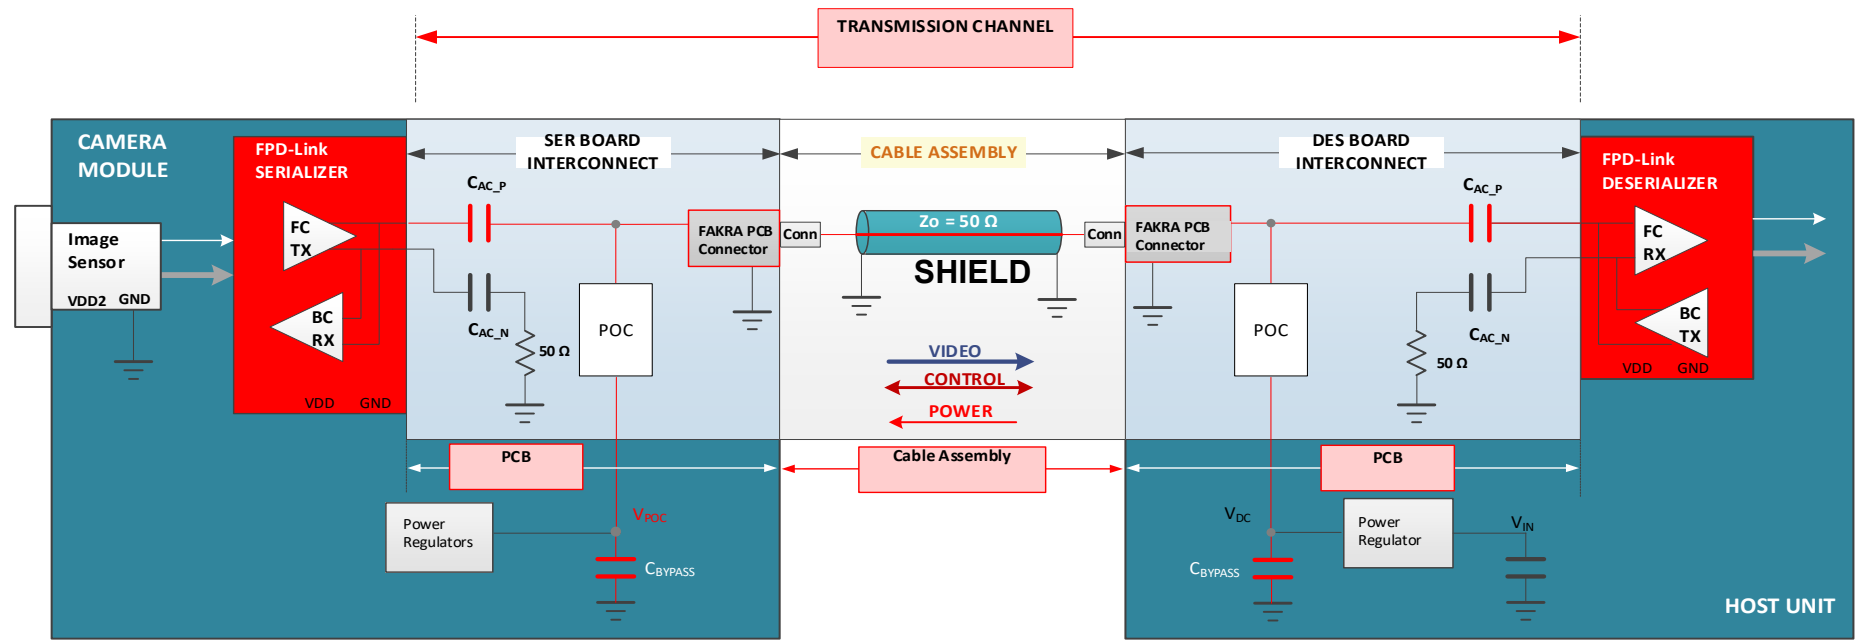 TRANSMISSION CHANNEL
CAMERA
MODULE
FPD-Link
SERIALIZER
SER BOARD
INTERCONNECT
CABLE ASSEMBLY
DES BOARD
INTERCONNECT
FPD-Link
DESERIALIZER
Image
Sensor
VDD2 GND
FC
TX
BC
RX
VDD GND
CAC_P
CAC_N
50 Ω
POC
FAKRA PCB
Connector
Conn
Zo = 50 Ω
SHIELD
Conn
FAKRA PCB
Connector
VIDEO
CONTROL
POWER
POC
CAC_P
CAC_N
50 Ω
FC
RX
BC
TX
VDD GND
PCB
Cable Assembly
PCB
Power
Regulators
VPOC
CBYPASS
VDC
CBYPASS
Power
Regulator
VIN
HOST UNIT